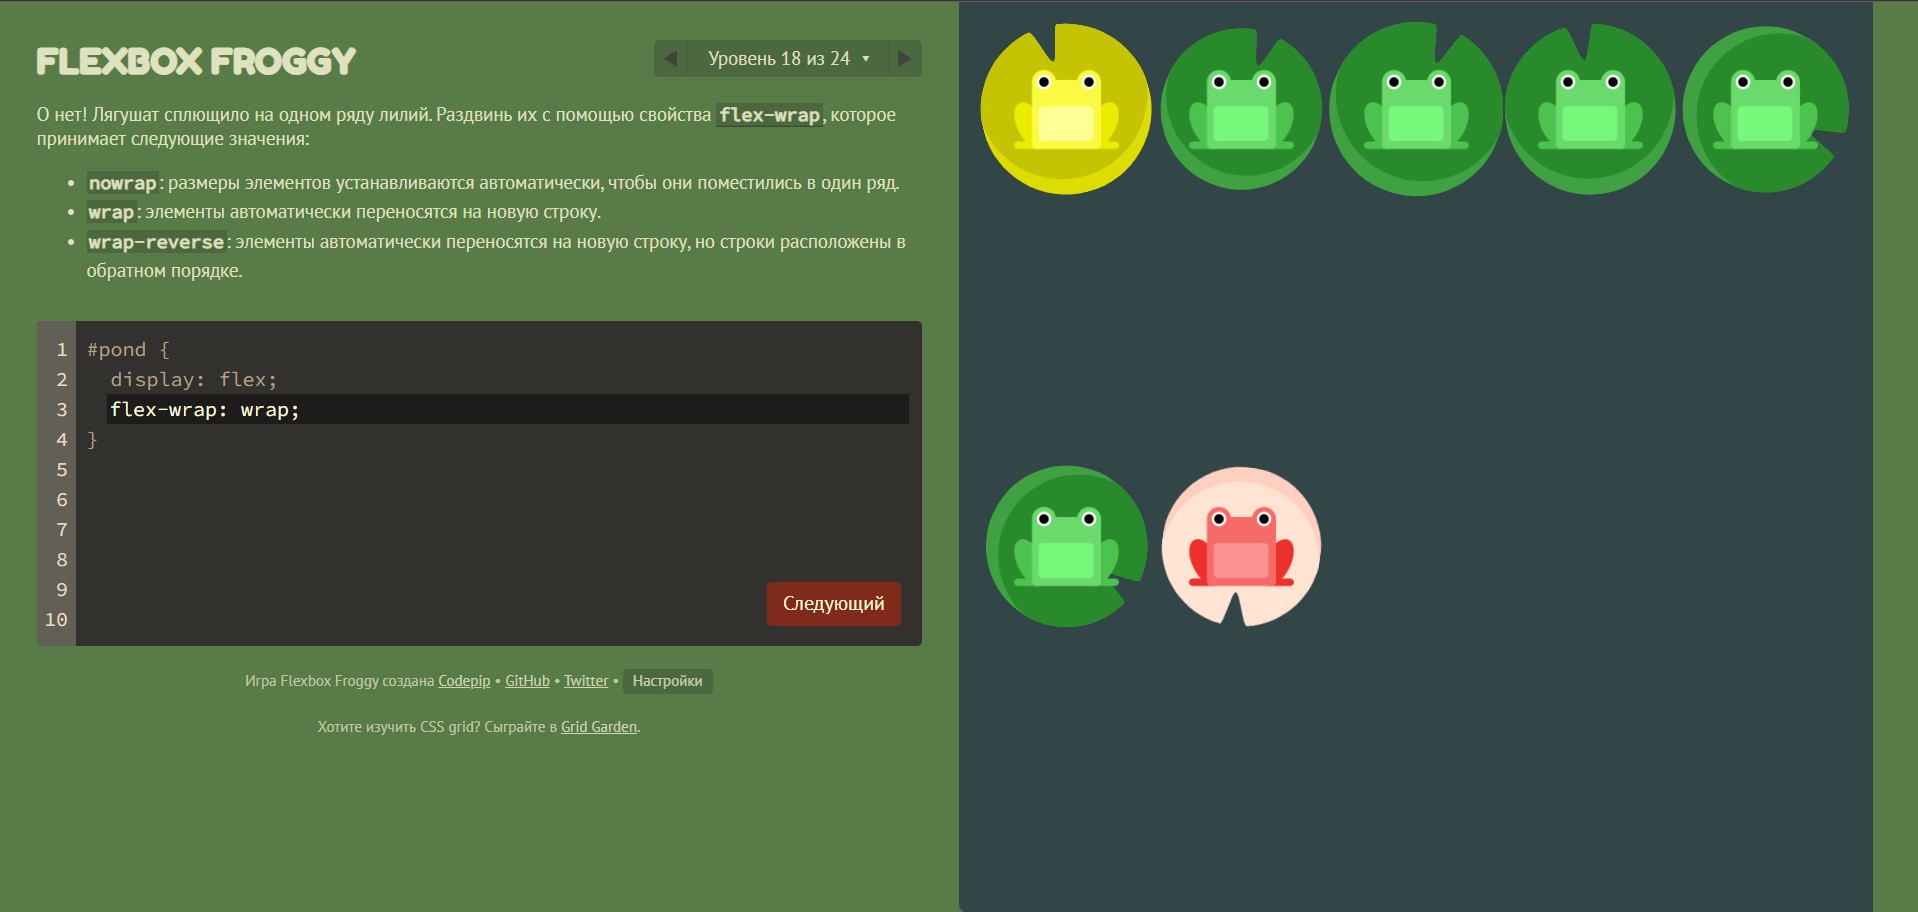 FLEXBOX FROGGY
Уровень 18 из 24
О нет! Лягушат сплющило на одном ряду лилий. Раздвинь их с помощью свойства flex-wrap, которое
принимает следующие значения:
nowrap: размеры элементов устанавливаются автоматически, чтобы они поместились в один ряд.
wrap: элементы автоматически переносятся на новую строку.
wrap-reverse: элементы автоматически переносятся на новую строку, но строки расположены в
обратном порядке.
1 #pond {
2 display: flex;
3 flex-wrap: wrap;
4 }
5
6
7
8
9
10
Следующий
Игра Flexbox Froggy создана Codepip • GitHub • Twitter • Настройки
Хотите изучить CSS grid? Сыграйте в Grid Garden.